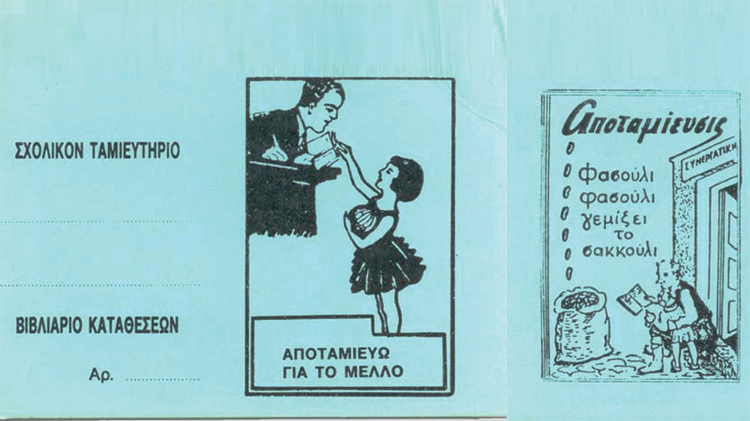 ΣΧΟΛΙΚΟΝ ΤΑΜΙΕΥΤΗΡΙΟ
ΒΙΒΛΙΑΡΙΟ ΚΑΤΑΘΕΣΕΩΝ
Αρ.
ΑΠΟΤΑΜΙΕΥΩ
ΓΙΑ ΤΟ ΜΕΛΛΟ
Αποταμίευσις
ΣΥΝΕΡΓΑΤΙΚΗ
Φασούλι
φασούλι
γεμίζει
το
σακκούλι